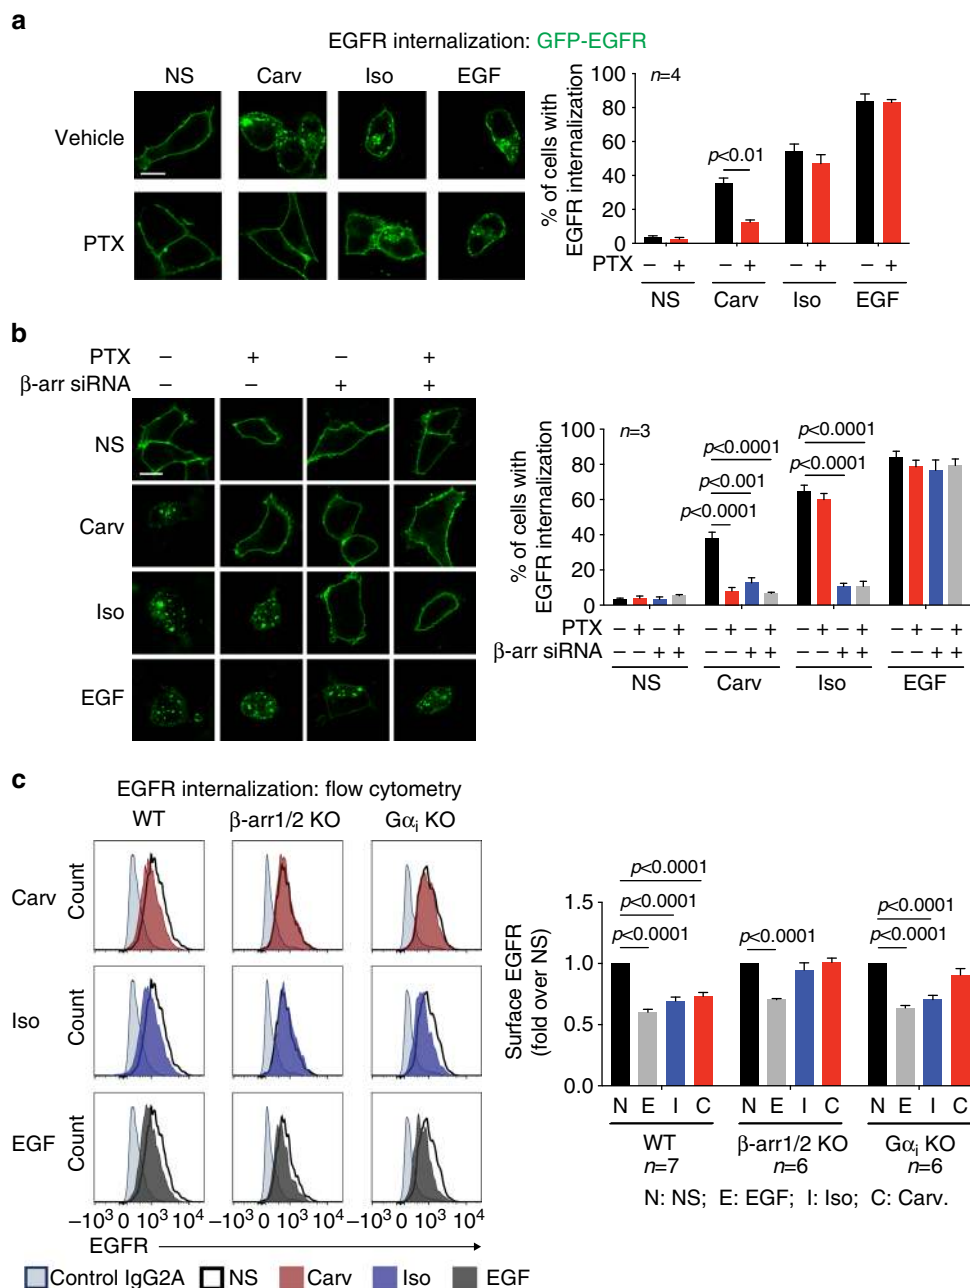 a
EGFR internalization: GFP-EGFR
NS Carv Iso EGF
Vehicle
PTX
% of cells with
EGFR internalization
100
80
60
40
20
0
n=4
p<0.01
PTX – + – + – + – +
NS Carv Iso EGF
b
PTX – + – +
β-arr siRNA – – + +
NS
Carv
Iso
EGF
% of cells with
EGFR internalization
100
80
60
40
20
0
n=3
p<0.0001
p<0.001
p<0.0001
p<0.0001
p<0.0001
PTX – + – + – + – + – + – + – + – +
β-arr siRNA – – + + – – + + – – + + – – + +
NS Carv Iso EGF
c
EGFR internalization: flow cytometry
WT β-arr1/2 KO Gαi KO
Carv
Count
Iso
Count
EGF
Count
–10³ 0 10³ 10⁴ –10³ 0 10³ 10⁴ –10³ 0 10³ 10⁴
EGFR
Control IgG2A NS Carv Iso EGF
Surface EGFR
(fold over NS)
1.5
1.0
0.5
0.0
p<0.0001
p<0.0001
p<0.0001
p<0.0001
p<0.0001
p<0.0001
N E I C N E I C N E I C
WT β-arr1/2 KO Gαi KO
n=7 n=6 n=6
N: NS; E: EGF; I: Iso; C: Carv.